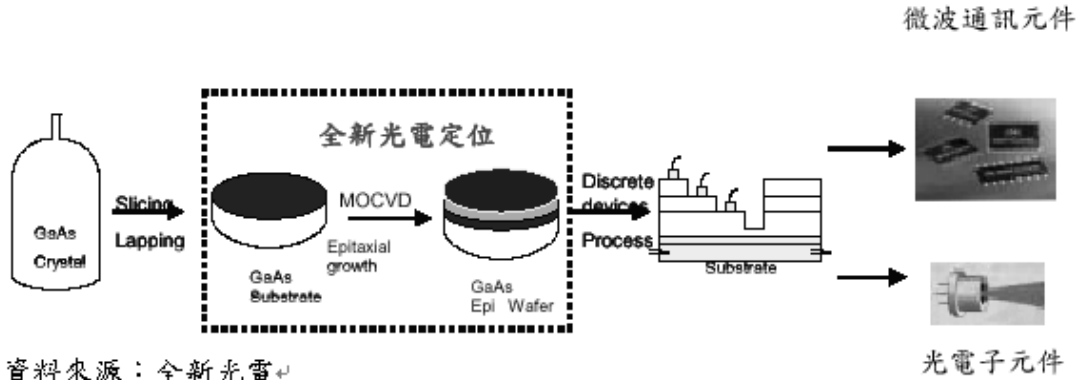 微波通訊元件
全新光電定位
GaAs
Crystal
Slicing
Lapping
GaAs
Substrate
MOCVD
Epitaxial
growth
GaAs
Epi Wafer
Discrete
devices
Process
Substrate
光電子元件
資料來源：全新光電